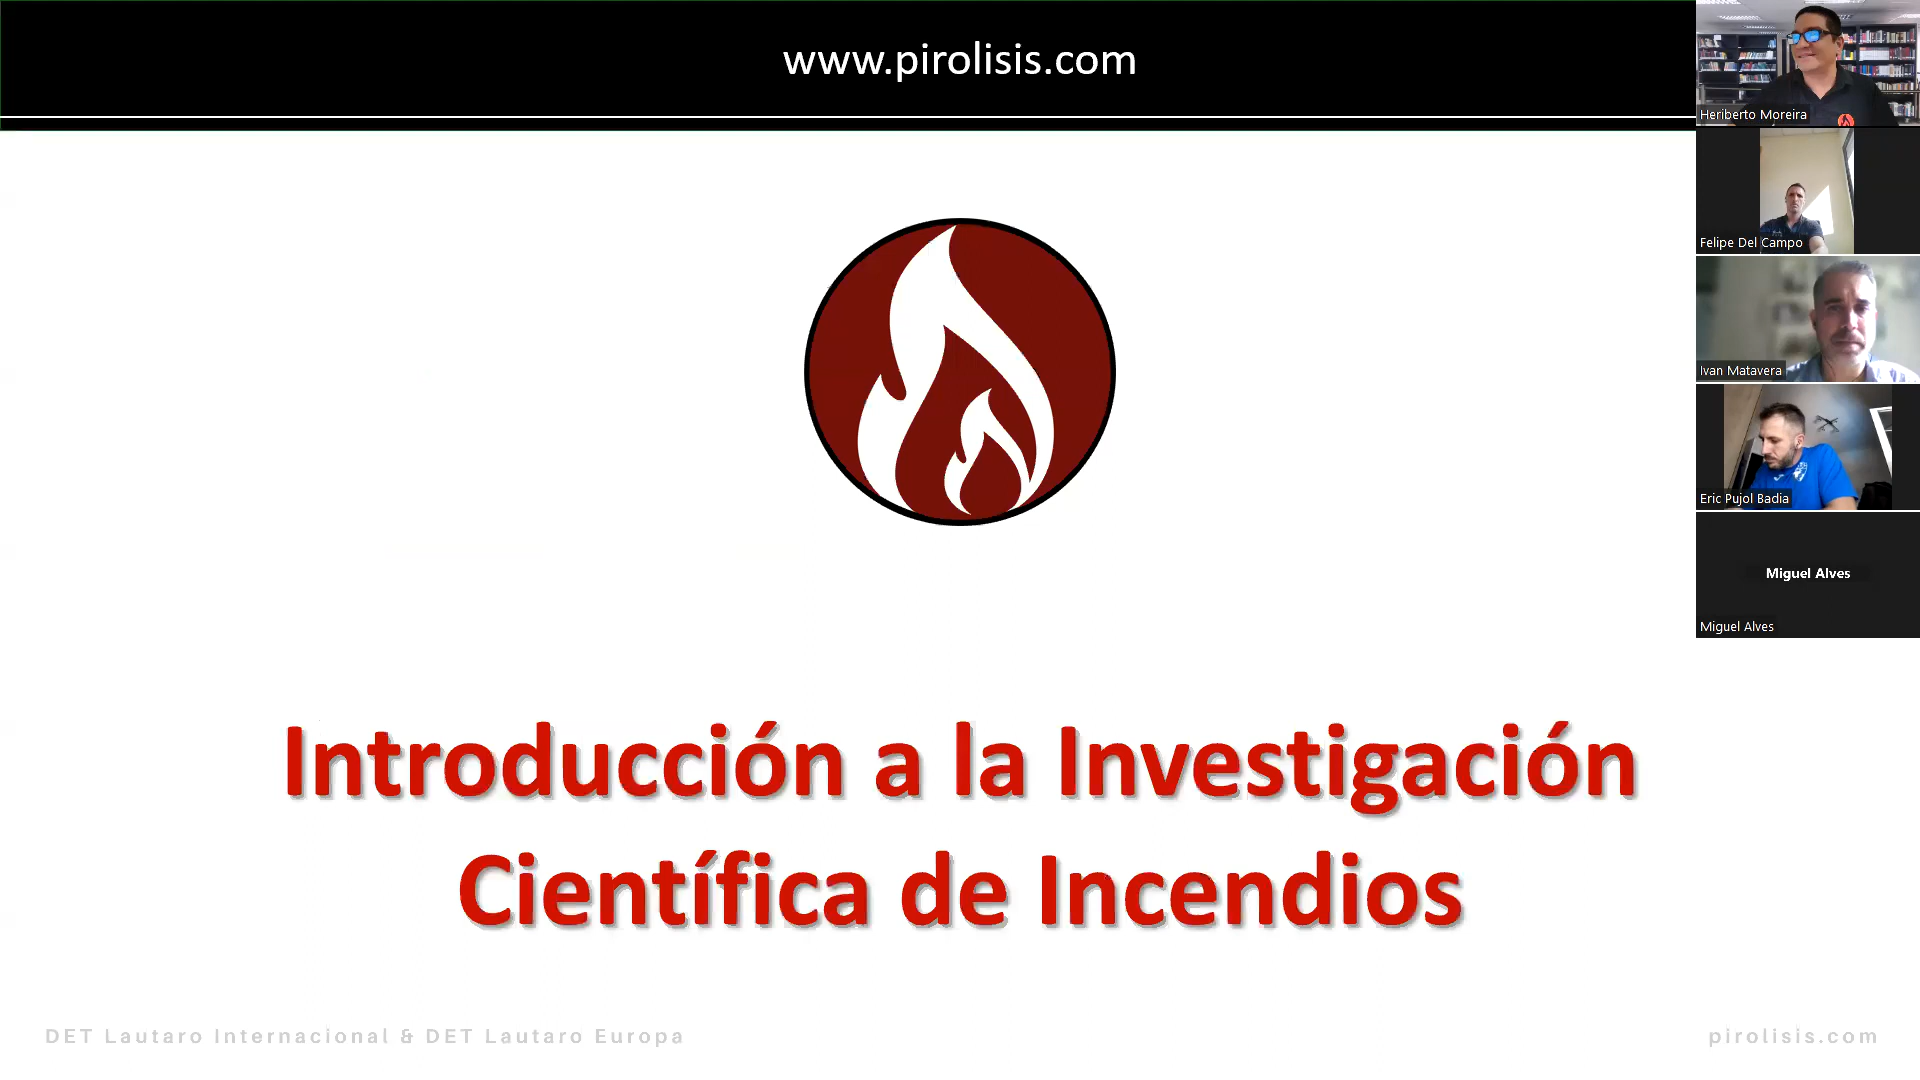 www.pirolisis.com
Heriberto Moreira
Felipe Del Campo
Ivan Matavera
Eric Pujol Badia
Miguel Alves
Miguel Alves
Introducción a la Investigación
Científica de Incendios
DET Lautaro Internacional & DET Lautaro Europa
pirolisis.com